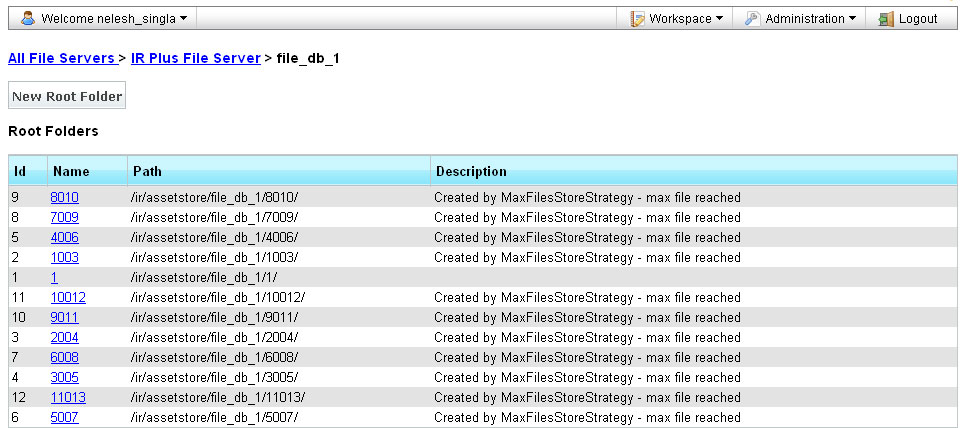 Welcome nelesh_singla Workspace Administration Logout
All File Servers > IR Plus File Server > file_db_1
New Root Folder
Root Folders
Id Name Path Description
9 8010 /ir/assetstore/file_db_1/8010/ Created by MaxFilesStoreStrategy - max file reached
8 7009 /ir/assetstore/file_db_1/7009/ Created by MaxFilesStoreStrategy - max file reached
5 4006 /ir/assetstore/file_db_1/4006/ Created by MaxFilesStoreStrategy - max file reached
2 1003 /ir/assetstore/file_db_1/1003/ Created by MaxFilesStoreStrategy - max file reached
1 1 /ir/assetstore/file_db_1/1/
11 10012 /ir/assetstore/file_db_1/10012/ Created by MaxFilesStoreStrategy - max file reached
10 9011 /ir/assetstore/file_db_1/9011/ Created by MaxFilesStoreStrategy - max file reached
3 2004 /ir/assetstore/file_db_1/2004/ Created by MaxFilesStoreStrategy - max file reached
7 6008 /ir/assetstore/file_db_1/6008/ Created by MaxFilesStoreStrategy - max file reached
4 3005 /ir/assetstore/file_db_1/3005/ Created by MaxFilesStoreStrategy - max file reached
12 11013 /ir/assetstore/file_db_1/11013/ Created by MaxFilesStoreStrategy - max file reached
6 5007 /ir/assetstore/file_db_1/5007/ Created by MaxFilesStoreStrategy - max file reached